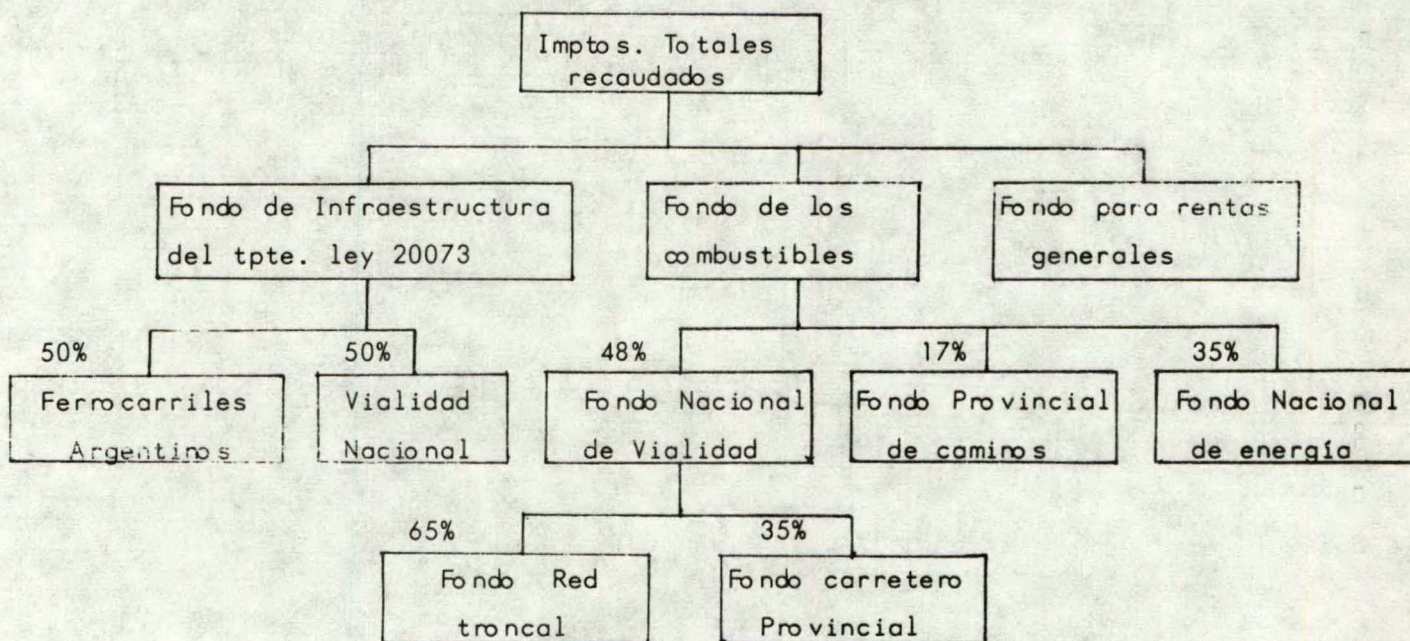 Imptos. Totales
recaudados
Fondo de Infraestructura
del tpte. ley 20073
Fondo de los
combustibles
Fondo para rentas
generales
50%
Ferrocarriles
Argentinos
50%
Vialidad
Nacional
48%
Fondo Nacional
de Vialidad
17%
Fondo Provincial
de caminos
35%
Fondo Nacional
de energía
65%
Fondo Red
troncal
35%
Fondo carretero
Provincial